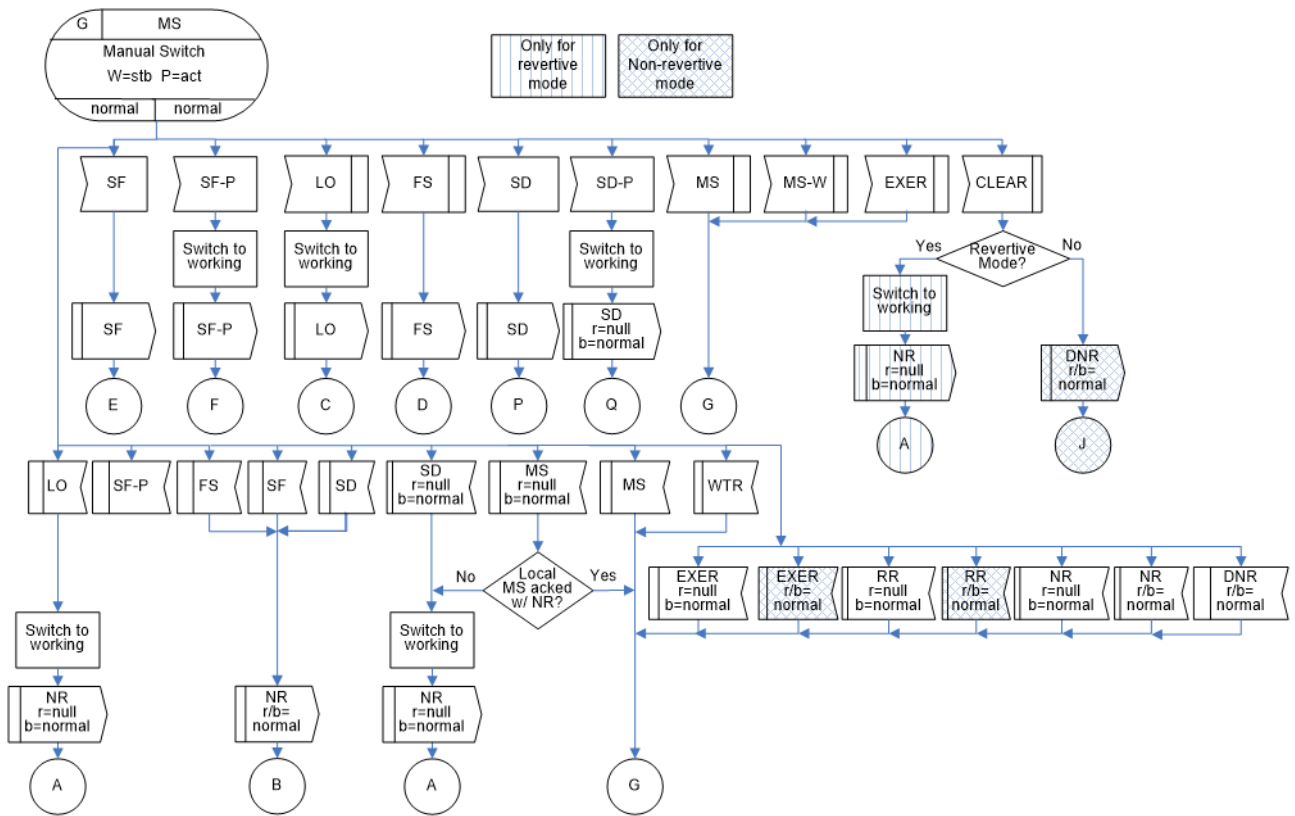 G MS
Manual Switch
W=stb P=act
normal normal
Only for
revertive
mode
Only for
Non-revertive
mode
SF SF-P LO FS SD SD-P MS MS-W EXER CLEAR
Switch to
working
Switch to
working
Switch to
working
Yes
Revertive
Mode?
No
Switch to
working
SF
SF-P
LO
FS
SD
SD
r=null
b=normal
NR
r=null
b=normal
DNR
r/b=
normal
E F C D P Q G
A
J
LO
SF-P
FS
SF
SD
SD
r=null
b=normal
MS
r=null
b=normal
MS
WTR
No
Local
MS acked
w/ NR?
Yes
EXER
r=null
b=normal
EXER
r/b=
normal
RR
r=null
b=normal
RR
r/b=
normal
NR
r=null
b=normal
NR
r/b=
normal
DNR
r/b=
normal
Switch to
working
Switch to
working
NR
r=null
b=normal
NR
r/b=
normal
NR
r=null
b=normal
A B A G